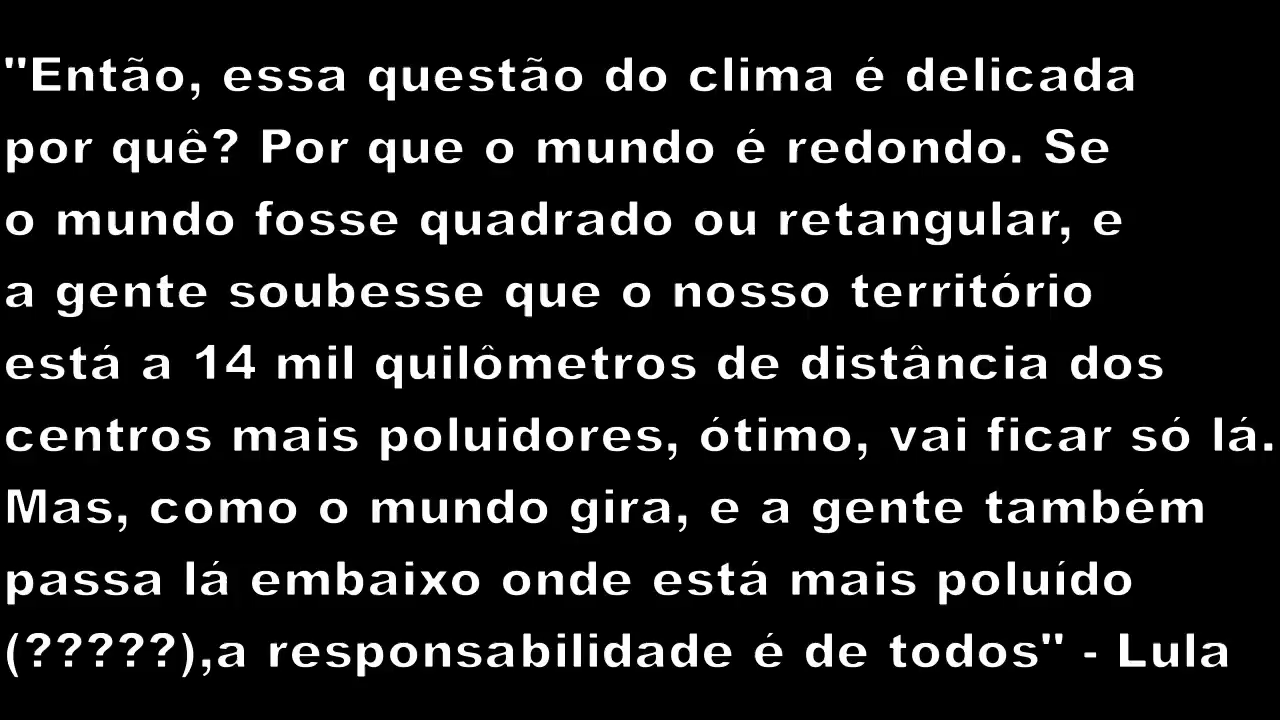 "Então, essa questão do clima é delicada
por quê? Por que o mundo é redondo. Se
o mundo fosse quadrado ou retangular, e
a gente soubesse que o nosso território
está a 14 mil quilômetros de distância dos
centros mais poluidores, ótimo, vai ficar só lá.
Mas, como o mundo gira, e a gente também
passa lá embaixo onde está mais poluído
(?????),a responsabilidade é de todos" - Lula